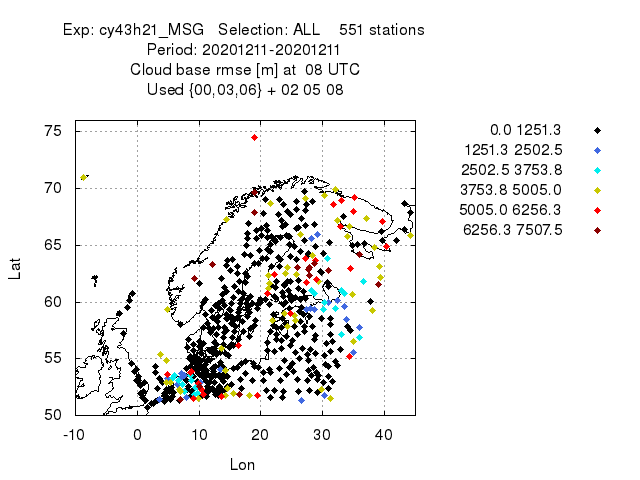 Exp: cy43h21_MSG   Selection: ALL    551 stations
Period: 20201211-20201211
Cloud base rmse [m] at  08 UTC
Used {00,03,06} + 02 05 08
0.0 1251.3
1251.3 2502.5
2502.5 3753.8
3753.8 5005.0
5005.0 6256.3
6256.3 7507.5
75
70
65
60
55
50
Lat
-10 0 10 20 30 40
Lon